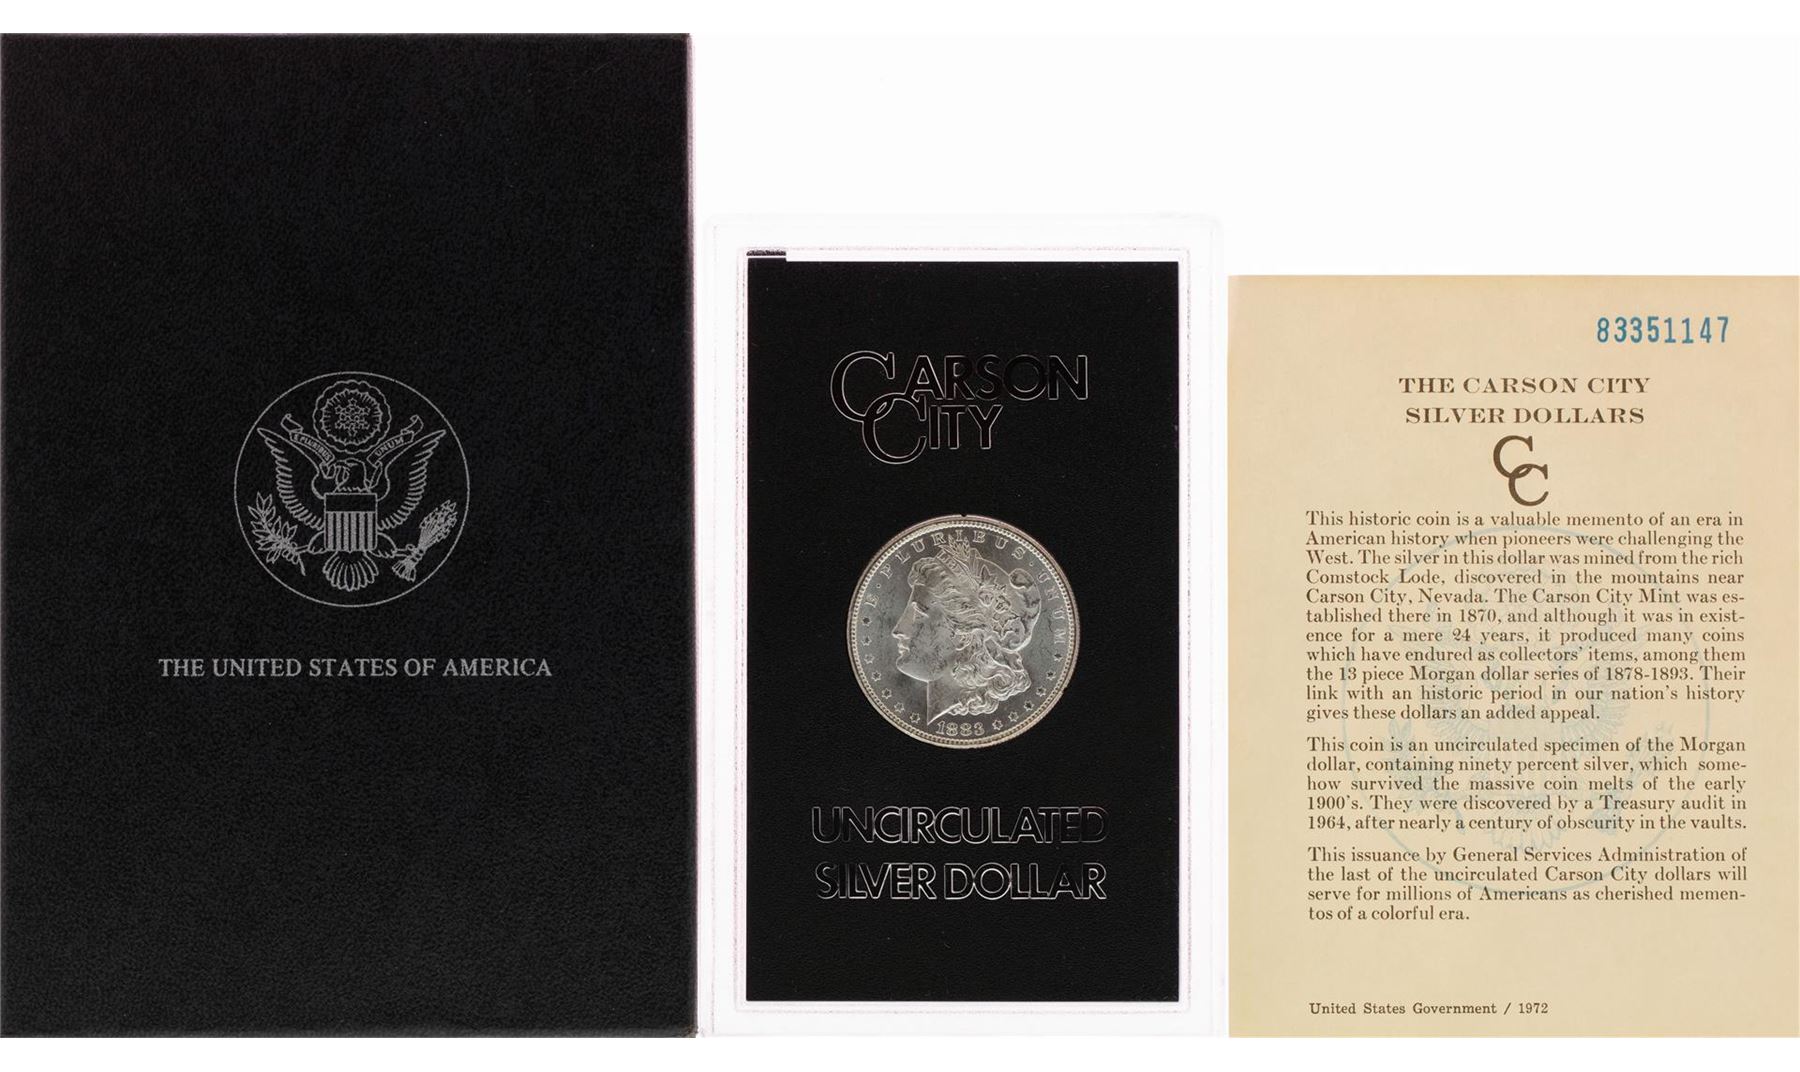 E PLURIBUS UNUM
THE UNITED STATES OF AMERICA
CARSON
CITY
E·PLURIBUS·UNUM
1883
UNCIRCULATED
SILVER DOLLAR
83351147
THE CARSON CITY
SILVER DOLLARS
CC
This historic coin is a valuable memento of an era in
American history when pioneers were challenging the
West. The silver in this dollar was mined from the rich
Comstock Lode, discovered in the mountains near
Carson City, Nevada. The Carson City Mint was es-
tablished there in 1870, and although it was in exist-
ence for a mere 24 years, it produced many coins
which have endured as collectors' items, among them
the 13 piece Morgan dollar series of 1878-1893. Their
link with an historic period in our nation's history
gives these dollars an added appeal.
This coin is an uncirculated specimen of the Morgan
dollar, containing ninety percent silver, which some-
how survived the massive coin melts of the early
1900's. They were discovered by a Treasury audit in
1964, after nearly a century of obscurity in the vaults.
This issuance by General Services Administration of
the last of the uncirculated Carson City dollars will
serve for millions of Americans as cherished memen-
tos of a colorful era.
United States Government / 1972